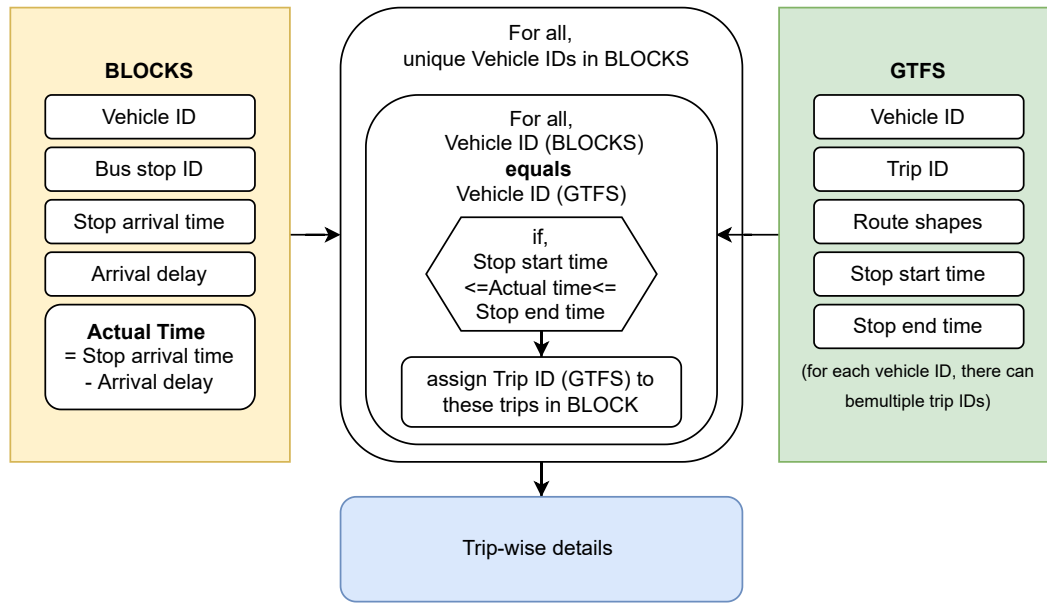 BLOCKS
Vehicle ID
Bus stop ID
Stop arrival time
Arrival delay
Actual Time
= Stop arrival time
- Arrival delay
For all,
unique Vehicle IDs in BLOCKS
For all,
Vehicle ID (BLOCKS)
equals
Vehicle ID (GTFS)
if,
Stop start time
<=Actual time<=
Stop end time
assign Trip ID (GTFS) to
these trips in BLOCK
GTFS
Vehicle ID
Trip ID
Route shapes
Stop start time
Stop end time
(for each vehicle ID, there can
bemultiple trip IDs)
Trip-wise details